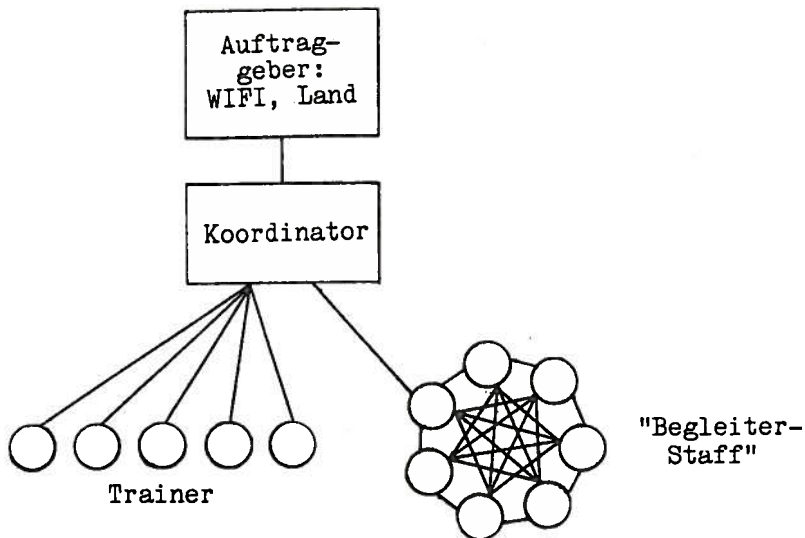 Auftrag-
geber:
WIFI, Land
Koordinator
Trainer
"Begleiter-
Staff"